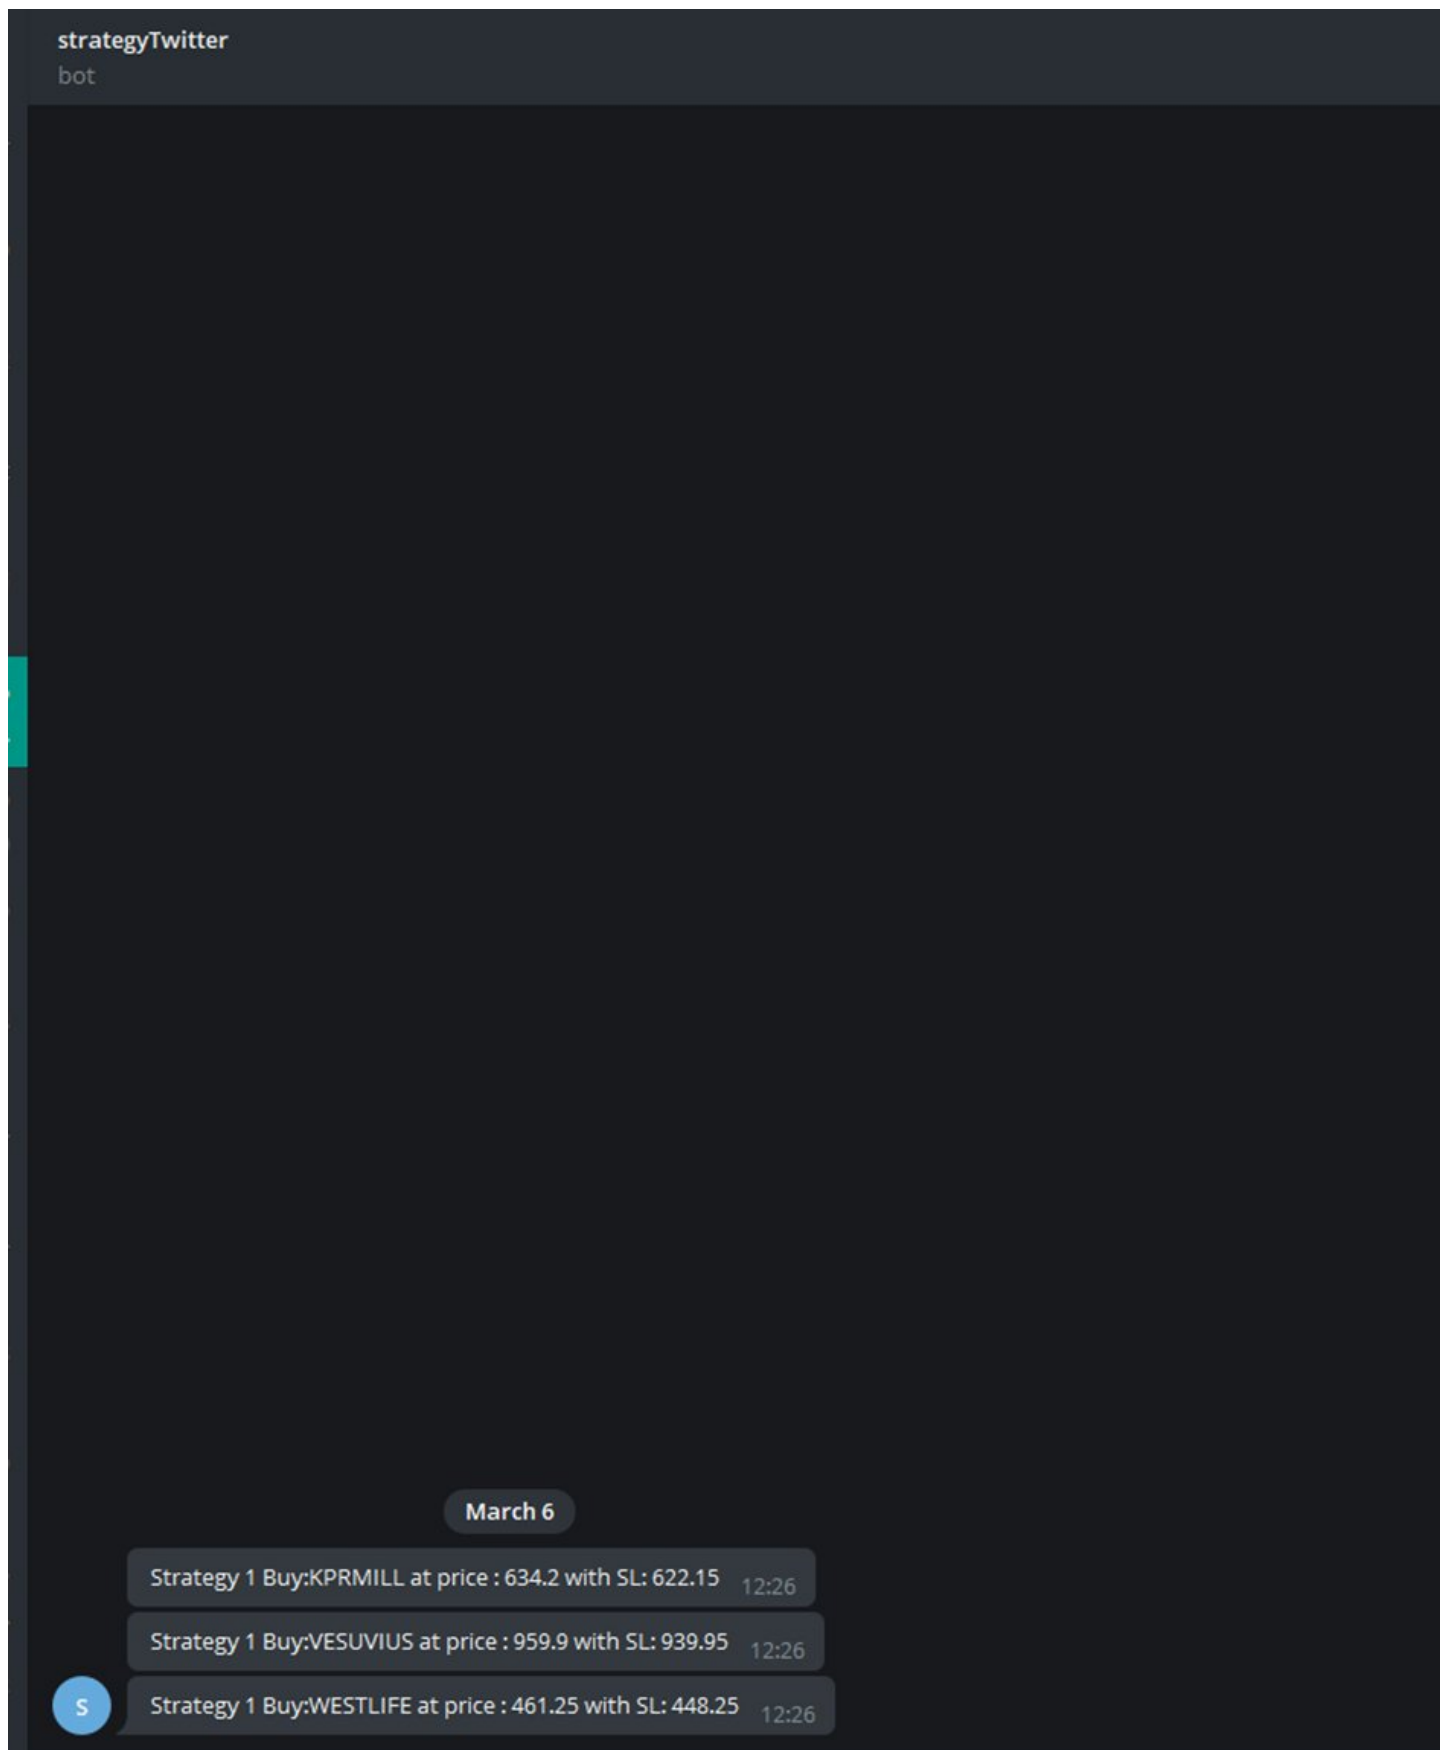 strategyTwitter
bot
March 6
Strategy 1 Buy:KPRMILL at price : 634.2 with SL: 622.15 12:26
Strategy 1 Buy:VESUVIUS at price : 959.9 with SL: 939.95 12:26
S
Strategy 1 Buy:WESTLIFE at price : 461.25 with SL: 448.25 12:26